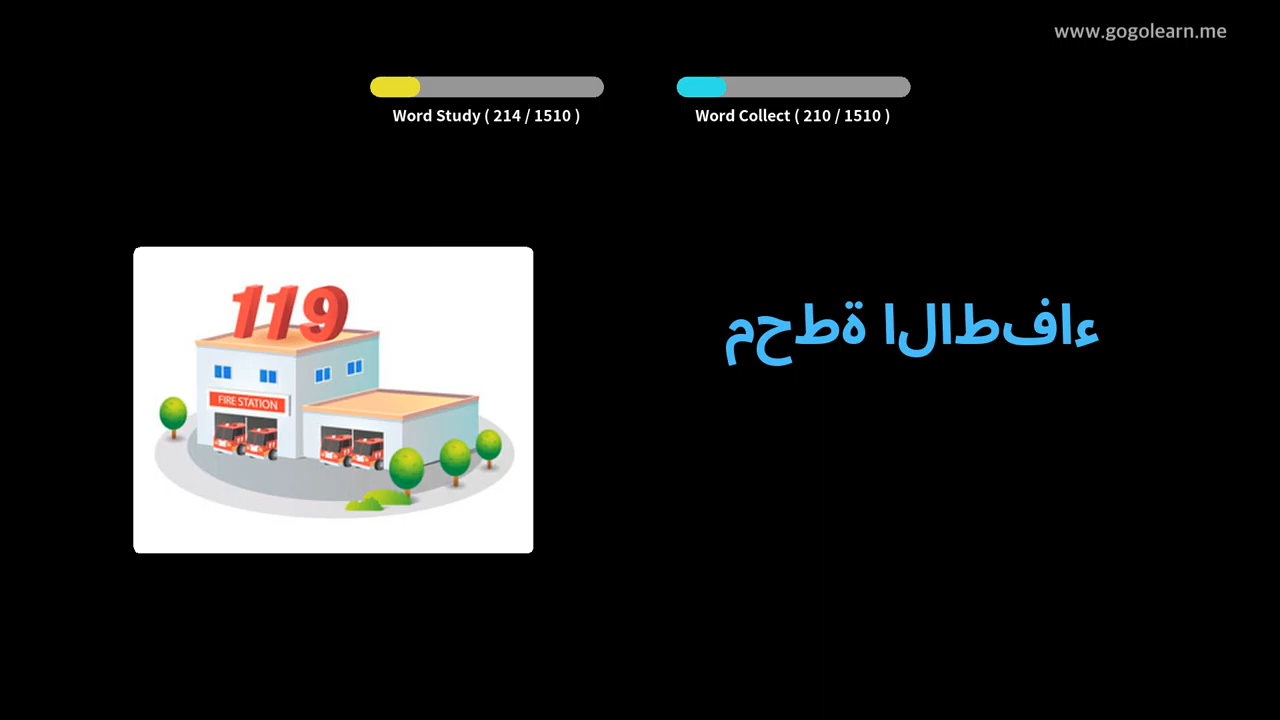 www.gogolearn.me
Word Study ( 214 / 1510 )
Word Collect ( 210 / 1510 )
119
FIRE STATION
محطة الاطفاء